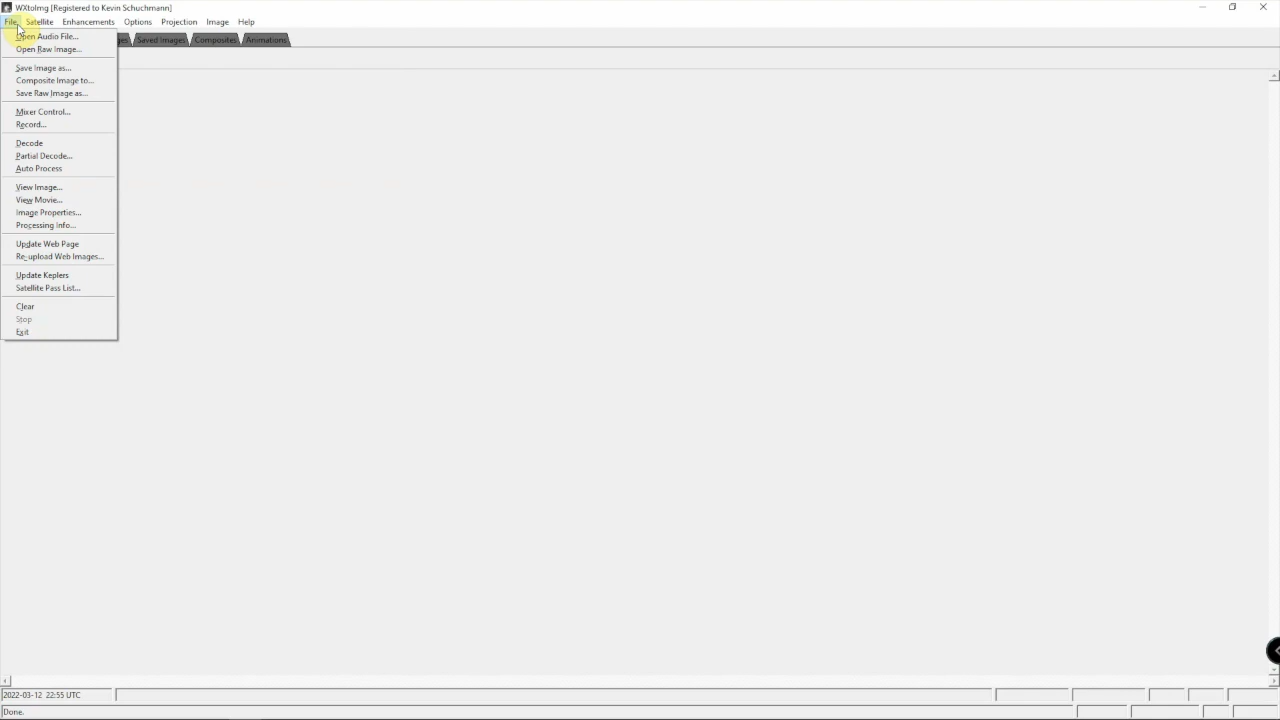 WXtoImg [Registered to Kevin Schuchmann]
File Satellite Enhancements Options Projection Image Help
Saved Images Composites Animations
Open Audio File...
Open Raw Image...
Save Image as...
Composite Image to...
Save Raw Image as...
Mixer Control...
Record...
Decode
Partial Decode...
Auto Process
View Image...
View Movie...
Image Properties...
Processing Info...
Update Web Page
Re-upload Web Images...
Update Keplers
Satellite Pass List...
Clear
Stop
Exit
2022-03-12 22:55 UTC
Done.